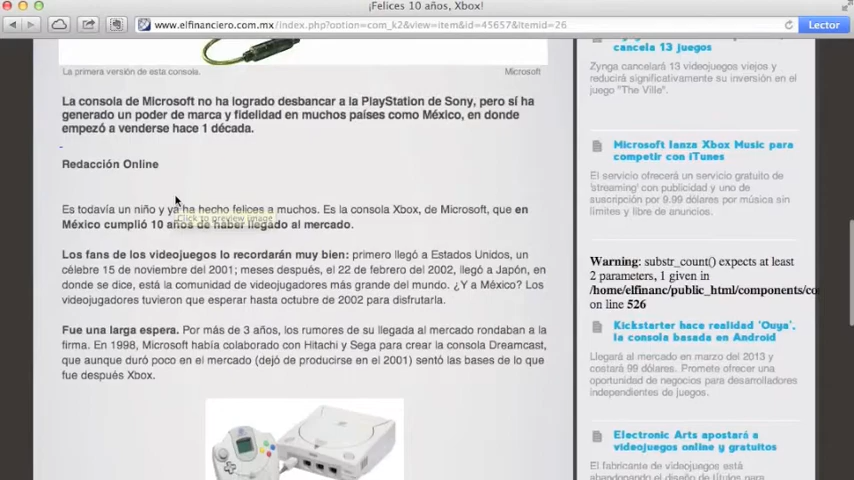 ¡Felices 10 años, Xbox!
www.elfinanciero.com.mx/index.php?option=com_k2&view=item&id=45657&Itemid=26
Lector
La primera versión de esta consola.
Microsoft
La consola de Microsoft no ha logrado desbancar a la PlayStation de Sony, pero sí ha
generado un poder de marca y fidelidad en muchos países como México, en donde
empezó a venderse hace 1 década.
Redacción Online
Es todavía un niño y ya ha hecho felices a muchos. Es la consola Xbox, de Microsoft, que en
Click to preview image
México cumplió 10 años de haber llegado al mercado.
Los fans de los videojuegos lo recordarán muy bien: primero llegó a Estados Unidos, un
célebre 15 de noviembre del 2001; meses después, el 22 de febrero del 2002, llegó a Japón, en
donde se dice, está la comunidad de videojugadores más grande del mundo. ¿Y a México? Los
videojugadores tuvieron que esperar hasta octubre de 2002 para disfrutarla.
Fue una larga espera. Por más de 3 años, los rumores de su llegada al mercado rondaban a la
firma. En 1998, Microsoft había colaborado con Hitachi y Sega para crear la consola Dreamcast,
que aunque duró poco en el mercado (dejó de producirse en el 2001) sentó las bases de lo que
fue después Xbox.
cancela 13 juegos
Zynga cancelará 13 videojuegos viejos y
reducirá significativamente su inversión en el
juego "The Ville".
Microsoft lanza Xbox Music para
competir con iTunes
El servicio ofrecerá un servicio gratuito de
'streaming' con publicidad y uno de
suscripción por 9.99 dólares por música sin
límites y libre de anuncios.
Warning: substr_count() expects at least
2 parameters, 1 given in
/home/elfinanc/public_html/components/co
on line 526
Kickstarter hace realidad 'Ouya',
la consola basada en Android
Llegará al mercado en marzo del 2013 y
costará 99 dólares. Promete ofrecer una
oportunidad de negocios para desarrolladores
independientes de juegos.
Electronic Arts apostará a
videojuegos online y gratuitos
El fabricante de videojuegos está
abandonando el diseño de títulos para